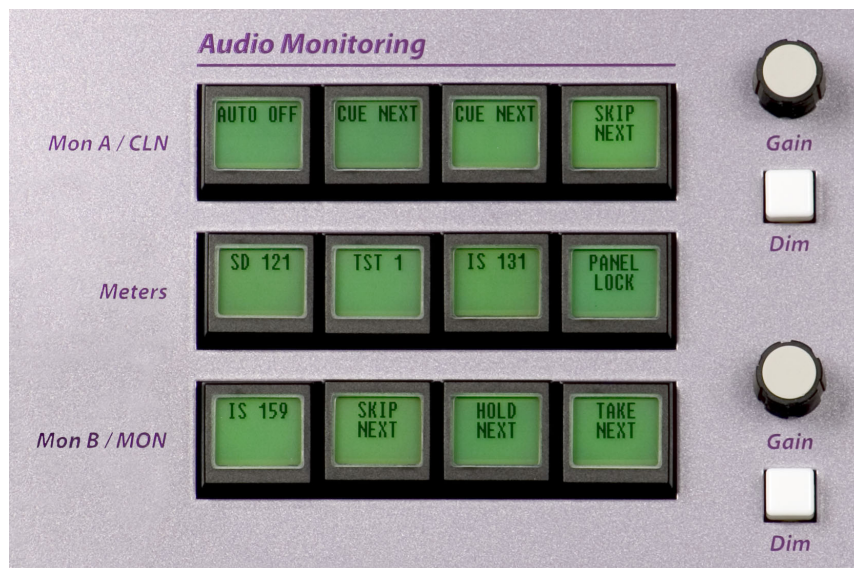 Audio Monitoring
Mon A / CLN
AUTO OFF
CUE NEXT
CUE NEXT
SKIP
NEXT
Gain
Dim
Meters
SD 121
TST 1
IS 131
PANEL
LOCK
Mon B / MON
IS 159
SKIP
NEXT
HOLD
NEXT
TAKE
NEXT
Gain
Dim